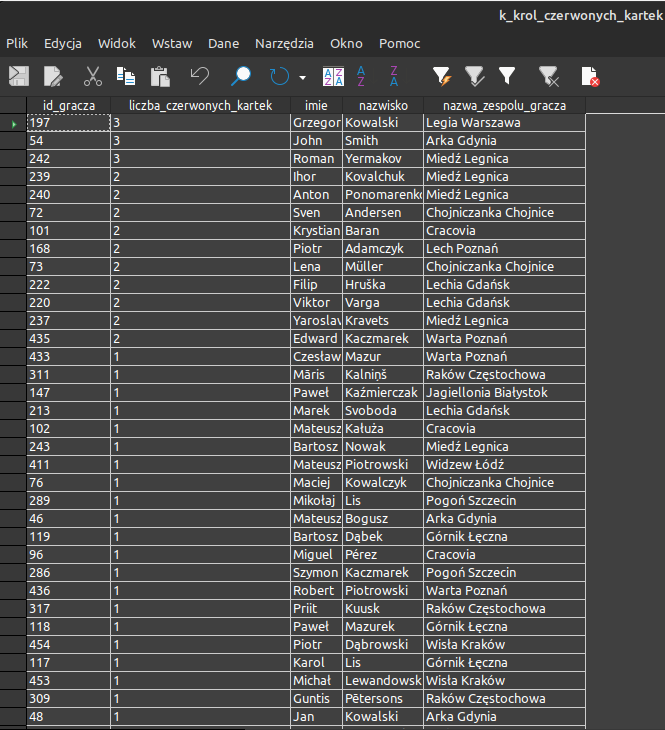 k_krol_czerwonych_kartek
Plik Edycja Widok Wstaw Dane Narzędzia Okno Pomoc
id_gracza liczba_czerwonych_kartek imie nazwisko nazwa_zespolu_gracza
197 3 Grzegor Kowalski Legia Warszawa
54 3 John Smith Arka Gdynia
242 3 Roman Yermakov Miedź Legnica
239 2 Ihor Kovalchuk Miedź Legnica
240 2 Anton Ponomarenko Miedź Legnica
72 2 Sven Andersen Chojniczanka Chojnice
101 2 Krystian Baran Cracovia
168 2 Piotr Adamczyk Lech Poznań
73 2 Lena Müller Chojniczanka Chojnice
222 2 Filip Hruška Lechia Gdańsk
220 2 Viktor Varga Lechia Gdańsk
237 2 Yaroslav Kravets Miedź Legnica
435 2 Edward Kaczmarek Warta Poznań
433 1 Czesław Mazur Warta Poznań
311 1 Māris Kalniņš Raków Częstochowa
147 1 Paweł Kaźmierczak Jagiellonia Białystok
213 1 Marek Svoboda Lechia Gdańsk
102 1 Mateusz Kałuża Cracovia
243 1 Bartosz Nowak Miedź Legnica
411 1 Mateusz Piotrowski Widzew Łódź
76 1 Maciej Kowalczyk Chojniczanka Chojnice
289 1 Mikołaj Lis Pogoń Szczecin
46 1 Mateusz Bogusz Arka Gdynia
119 1 Bartosz Dąbek Górnik Łęczna
96 1 Miguel Pérez Cracovia
286 1 Szymon Kaczmarek Pogoń Szczecin
436 1 Robert Piotrowski Warta Poznań
317 1 Priit Kuusk Raków Częstochowa
118 1 Paweł Mazurek Górnik Łęczna
454 1 Piotr Dąbrowski Wisła Kraków
117 1 Karol Lis Górnik Łęczna
453 1 Michał Lewandowsk Wisła Kraków
309 1 Guntis Pētersons Raków Częstochowa
48 1 Jan Kowalski Arka Gdynia